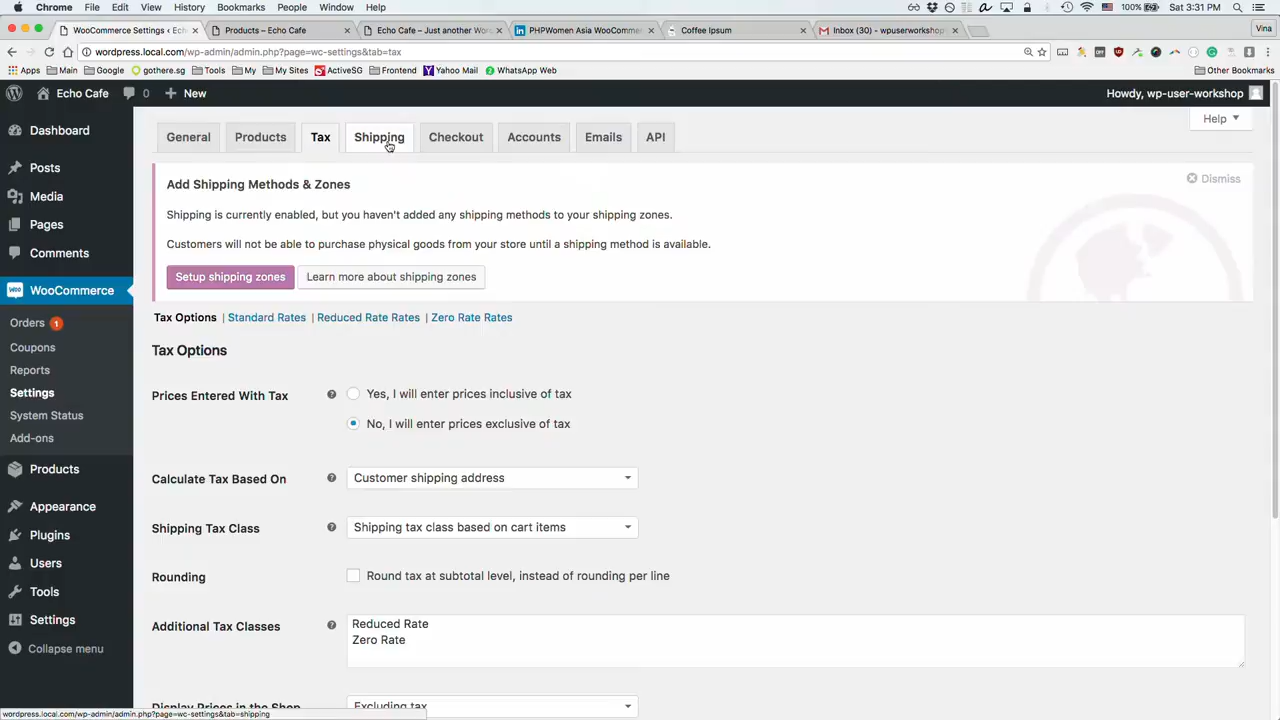 Chrome File Edit View History Bookmarks People Window Help 100% Sat 3:31 PM
WooCommerce Settings ‹ Echo Products – Echo Cafe Echo Cafe – Just another Wor PHPWomen Asia WooComme Coffee Ipsum Inbox (30) - wpuserworkshop Vina
wordpress.local.com/wp-admin/admin.php?page=wc-settings&tab=tax
Apps Main Google gothere.sg Tools My My Sites ActiveSG Frontend Yahoo Mail WhatsApp Web Other Bookmarks
Echo Cafe 0 New Howdy, wp-user-workshop
Help
Dashboard
Posts
Media
Pages
Comments
WooCommerce
Orders 1
Coupons
Reports
Settings
System Status
Add-ons
Products
Appearance
Plugins
Users
Tools
Settings
Collapse menu
General Products Tax Shipping Checkout Accounts Emails API
Add Shipping Methods & Zones Dismiss
Shipping is currently enabled, but you haven't added any shipping methods to your shipping zones.
Customers will not be able to purchase physical goods from your store until a shipping method is available.
Setup shipping zones Learn more about shipping zones
Tax Options | Standard Rates | Reduced Rate Rates | Zero Rate Rates
Tax Options
Prices Entered With Tax Yes, I will enter prices inclusive of tax
No, I will enter prices exclusive of tax
Calculate Tax Based On Customer shipping address
Shipping Tax Class Shipping tax class based on cart items
Rounding Round tax at subtotal level, instead of rounding per line
Additional Tax Classes Reduced Rate
Zero Rate
Display Prices in the Shop Excluding tax
wordpress.local.com/wp-admin/admin.php?page=wc-settings&tab=shipping